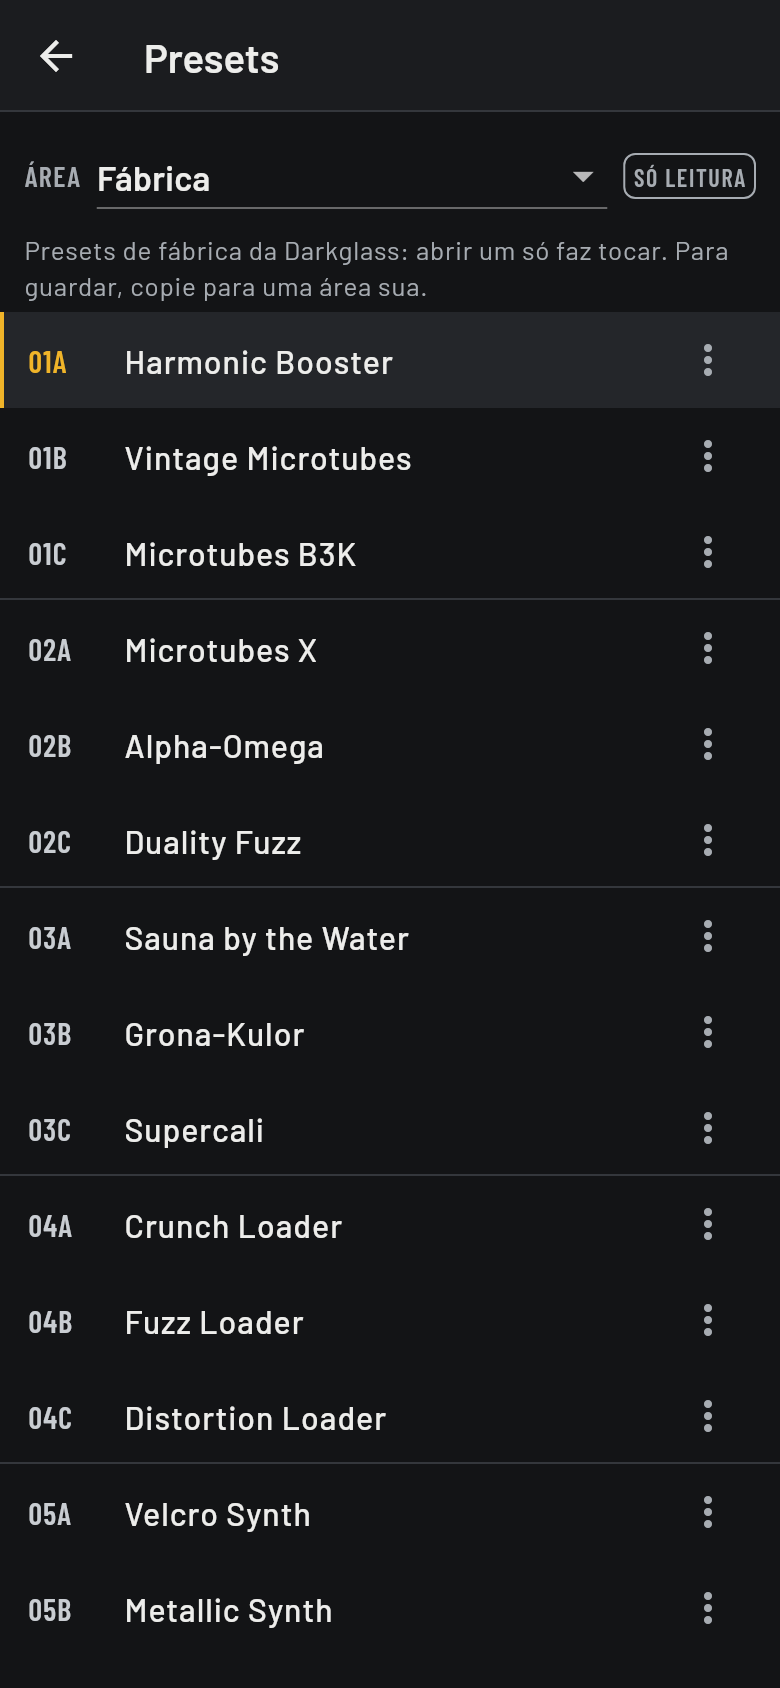 Presets
ÁREA Fábrica SÓ LEITURA
Presets de fábrica da Darkglass: abrir um só faz tocar. Para
guardar, copie para uma área sua.
01A Harmonic Booster
01B Vintage Microtubes
01C Microtubes B3K
02A Microtubes X
02B Alpha-Omega
02C Duality Fuzz
03A Sauna by the Water
03B Grona-Kulor
03C Supercali
04A Crunch Loader
04B Fuzz Loader
04C Distortion Loader
05A Velcro Synth
05B Metallic Synth